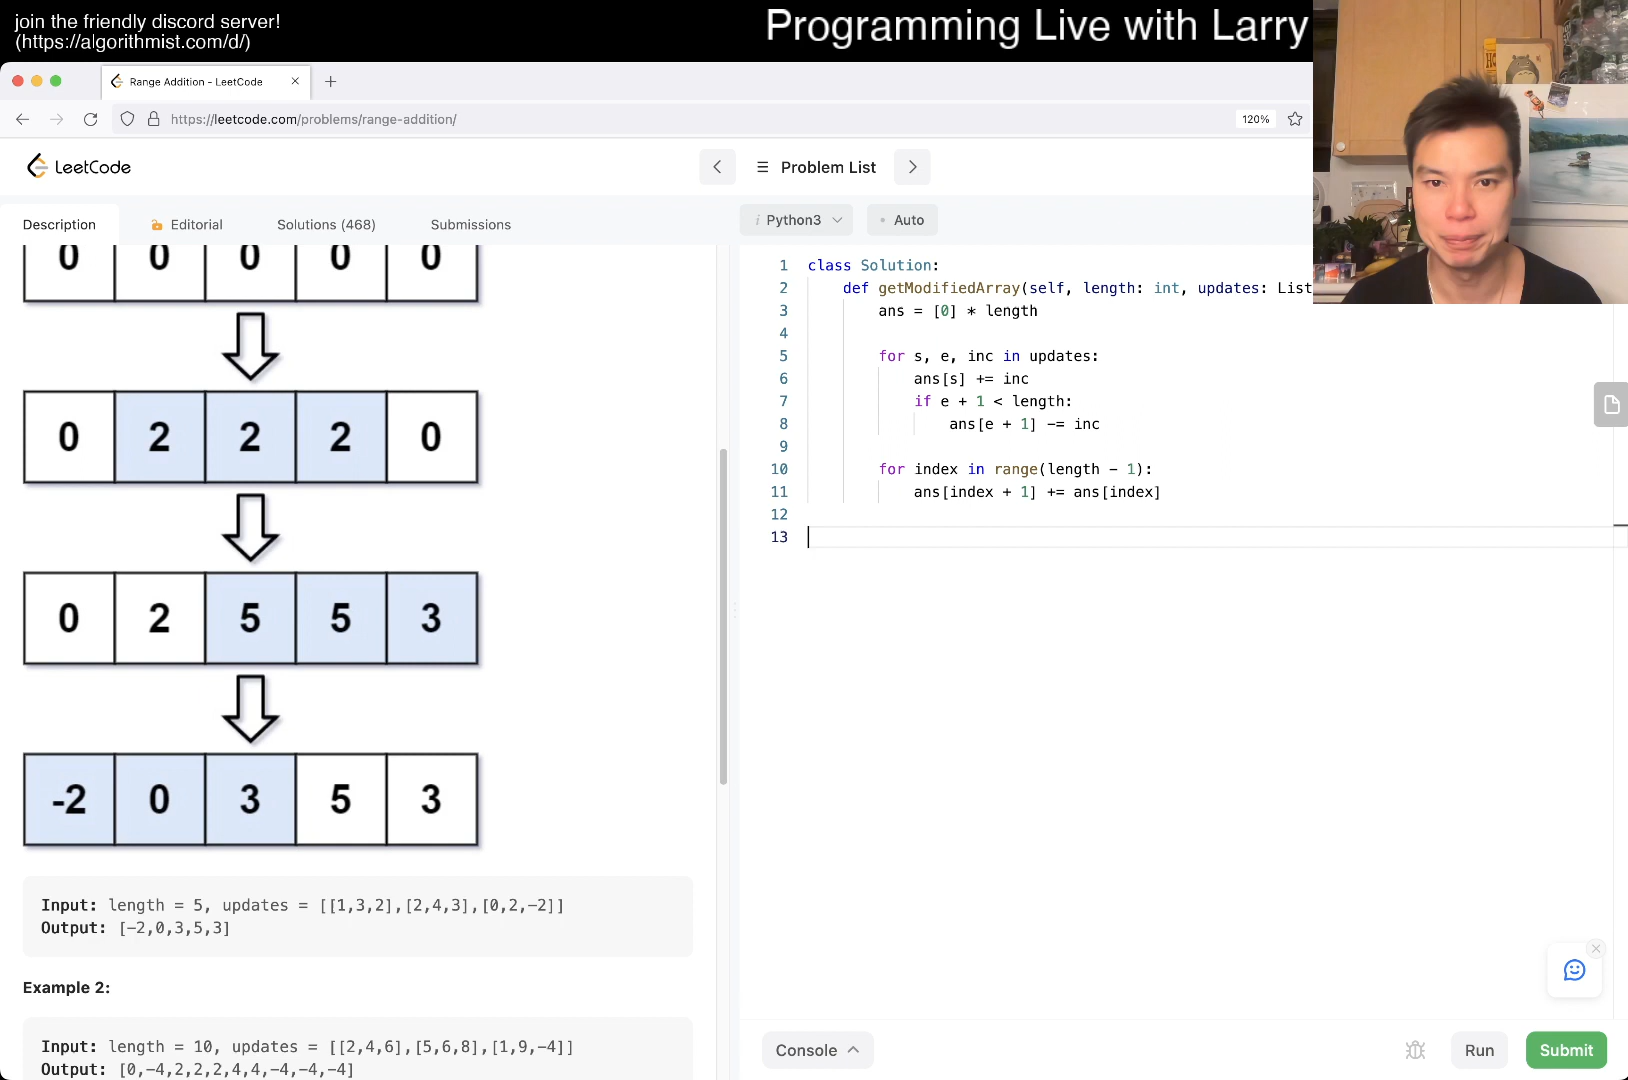 join the friendly discord server!
(https://algorithmist.com/d/)
Programming Live with Larry
Range Addition - LeetCode
https://leetcode.com/problems/range-addition/
120%
LeetCode
Problem List
Description
Editorial
Solutions (468)
Submissions
i Python3
Auto
0 0 0 0 0
0 2 2 2 0
0 2 5 5 3
-2 0 3 5 3
Input: length = 5, updates = [[1,3,2],[2,4,3],[0,2,-2]]
Output: [-2,0,3,5,3]
Example 2:
Input: length = 10, updates = [[2,4,6],[5,6,8],[1,9,-4]]
Output: [0,-4,2,2,2,4,4,-4,-4,-4]
1 class Solution:
2 def getModifiedArray(self, length: int, updates: List
3 ans = [0] * length
4
5 for s, e, inc in updates:
6 ans[s] += inc
7 if e + 1 < length:
8 ans[e + 1] -= inc
9
10 for index in range(length - 1):
11 ans[index + 1] += ans[index]
12
13
Console
Run
Submit